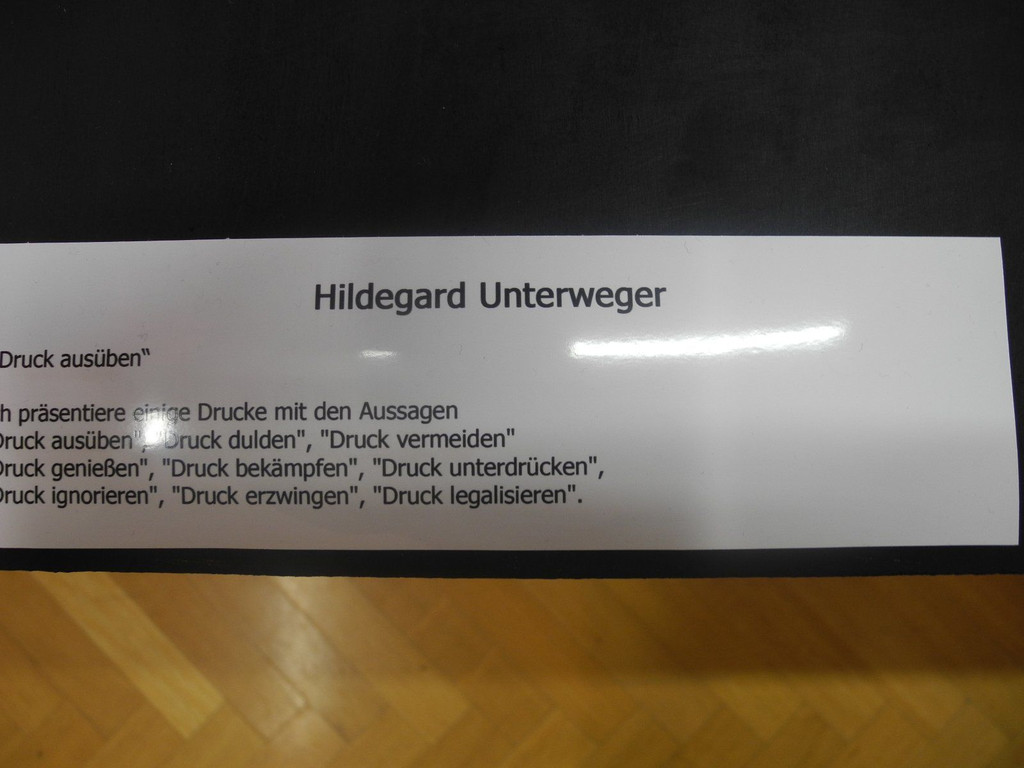 Hildegard Unterweger
Druck ausüben“
h präsentiere einige Drucke mit den Aussagen
Druck ausüben", "Druck dulden", "Druck vermeiden"
Druck genießen", "Druck bekämpfen", "Druck unterdrücken",
Druck ignorieren", "Druck erzwingen", "Druck legalisieren".